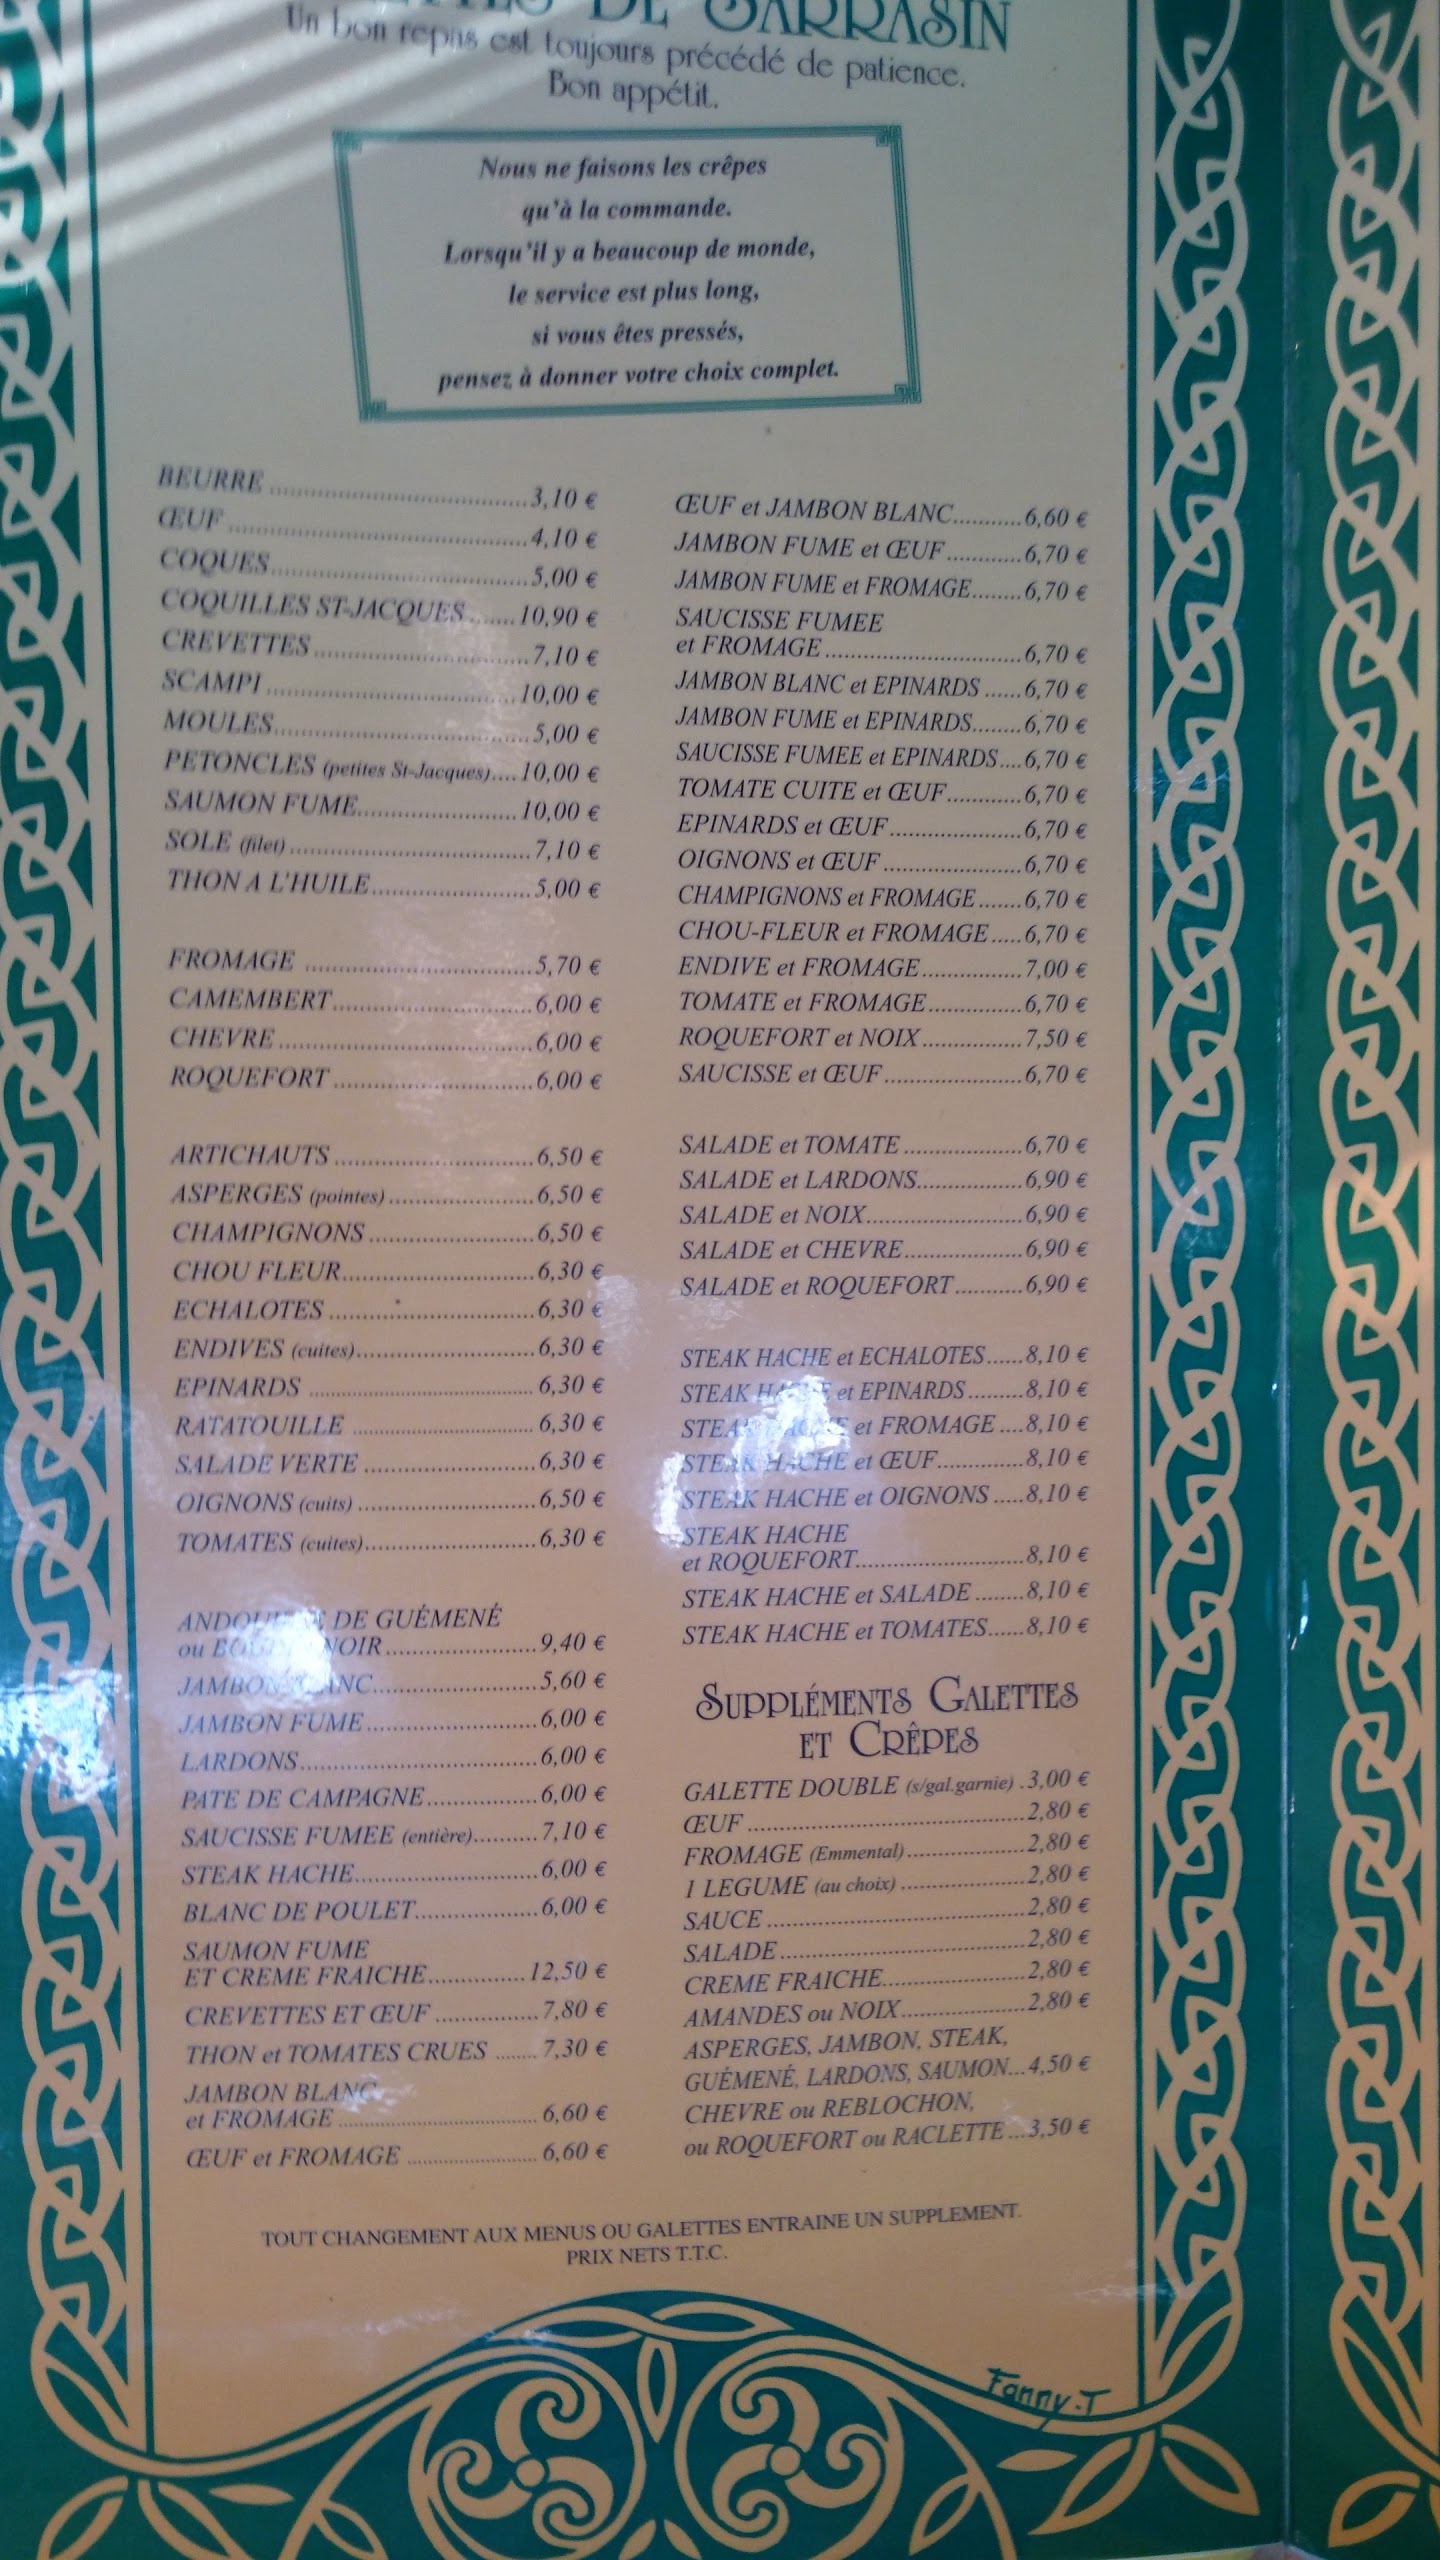 DE SARRASIN
Un bon repas est toujours précédé de patience.
Bon appétit.
Nous ne faisons les crêpes
qu'à la commande.
Lorsqu'il y a beaucoup de monde,
le service est plus long,
si vous êtes pressés,
pensez à donner votre choix complet.
BEURRE ..... 3,10 €
ŒUF ..... 4,10 €
COQUES ..... 5,00 €
COQUILLES ST-JACQUES ..... 10,90 €
CREVETTES ..... 7,10 €
SCAMPI ..... 10,00 €
MOULES ..... 5,00 €
PETONCLES (petites St-Jacques) ..... 10,00 €
SAUMON FUME ..... 10,00 €
SOLE (filet) ..... 7,10 €
THON A L'HUILE ..... 5,00 €
FROMAGE ..... 5,70 €
CAMEMBERT ..... 6,00 €
CHEVRE ..... 6,00 €
ROQUEFORT ..... 6,00 €
ARTICHAUTS ..... 6,50 €
ASPERGES (pointes) ..... 6,50 €
CHAMPIGNONS ..... 6,50 €
CHOU FLEUR ..... 6,30 €
ECHALOTES ..... 6,30 €
ENDIVES (cuites) ..... 6,30 €
EPINARDS ..... 6,30 €
RATATOUILLE ..... 6,30 €
SALADE VERTE ..... 6,30 €
OIGNONS (cuits) ..... 6,50 €
TOMATES (cuites) ..... 6,30 €
ANDOUILLE DE GUÉMENÉ
ou BOUDIN NOIR ..... 9,40 €
JAMBON BLANC ..... 5,60 €
JAMBON FUME ..... 6,00 €
LARDONS ..... 6,00 €
PATE DE CAMPAGNE ..... 6,00 €
SAUCISSE FUMEE (entière) ..... 7,10 €
STEAK HACHE ..... 6,00 €
BLANC DE POULET ..... 6,00 €
SAUMON FUME
ET CREME FRAICHE ..... 12,50 €
CREVETTES ET ŒUF ..... 7,80 €
THON et TOMATES CRUES ..... 7,30 €
JAMBON BLANC
et FROMAGE ..... 6,60 €
ŒUF et FROMAGE ..... 6,60 €
ŒUF et JAMBON BLANC ..... 6,60 €
JAMBON FUME et ŒUF ..... 6,70 €
JAMBON FUME et FROMAGE ..... 6,70 €
SAUCISSE FUMEE
et FROMAGE ..... 6,70 €
JAMBON BLANC et EPINARDS ..... 6,70 €
JAMBON FUME et EPINARDS ..... 6,70 €
SAUCISSE FUMEE et EPINARDS ..... 6,70 €
TOMATE CUITE et ŒUF ..... 6,70 €
EPINARDS et ŒUF ..... 6,70 €
OIGNONS et ŒUF ..... 6,70 €
CHAMPIGNONS et FROMAGE ..... 6,70 €
CHOU-FLEUR et FROMAGE ..... 6,70 €
ENDIVE et FROMAGE ..... 7,00 €
TOMATE et FROMAGE ..... 6,70 €
ROQUEFORT et NOIX ..... 7,50 €
SAUCISSE et ŒUF ..... 6,70 €
SALADE et TOMATE ..... 6,70 €
SALADE et LARDONS ..... 6,90 €
SALADE et NOIX ..... 6,90 €
SALADE et CHEVRE ..... 6,90 €
SALADE et ROQUEFORT ..... 6,90 €
STEAK HACHE et ECHALOTES ..... 8,10 €
STEAK HACHE et EPINARDS ..... 8,10 €
STEAK HACHE et FROMAGE ..... 8,10 €
STEAK HACHE et ŒUF ..... 8,10 €
STEAK HACHE et OIGNONS ..... 8,10 €
STEAK HACHE
et ROQUEFORT ..... 8,10 €
STEAK HACHE et SALADE ..... 8,10 €
STEAK HACHE et TOMATES ..... 8,10 €
SUPPLÉMENTS GALETTES
ET CRÊPES
GALETTE DOUBLE (s/gal.garnie) . 3,00 €
ŒUF ..... 2,80 €
FROMAGE (Emmental) ..... 2,80 €
1 LEGUME (au choix) ..... 2,80 €
SAUCE ..... 2,80 €
SALADE ..... 2,80 €
CREME FRAICHE ..... 2,80 €
AMANDES ou NOIX ..... 2,80 €
ASPERGES, JAMBON, STEAK,
GUÉMENÉ, LARDONS, SAUMON ... 4,50 €
CHEVRE ou REBLOCHON,
ou ROQUEFORT ou RACLETTE ... 3,50 €
TOUT CHANGEMENT AUX MENUS OU GALETTES ENTRAINE UN SUPPLEMENT.
PRIX NETS T.T.C.
Fanny.T